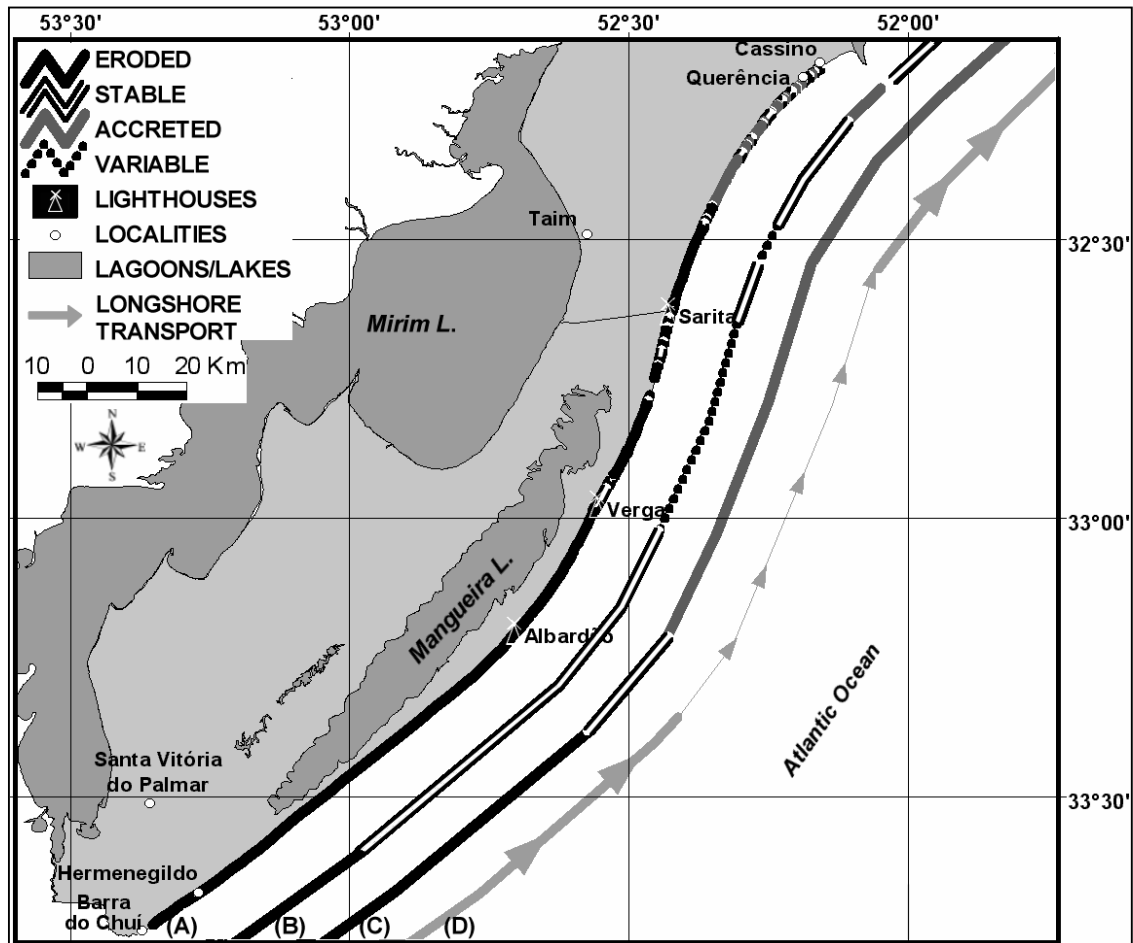 53°30'
53°00'
52°30'
52°00'
ERODED
STABLE
ACCRETED
VARIABLE
LIGHTHOUSES
LOCALITIES
LAGOONS/LAKES
LONGSHORE
TRANSPORT
10 0 10 20 Km
N
W E
S
Cassino
Querência
Taim
32°30'
Mirim L.
Sarita
Verga
33°00'
Mangueira L.
Albardão
Atlantic Ocean
Santa Vitória
do Palmar
33°30'
Hermenegildo
Barra
do Chuí
(A) (B) (C) (D)